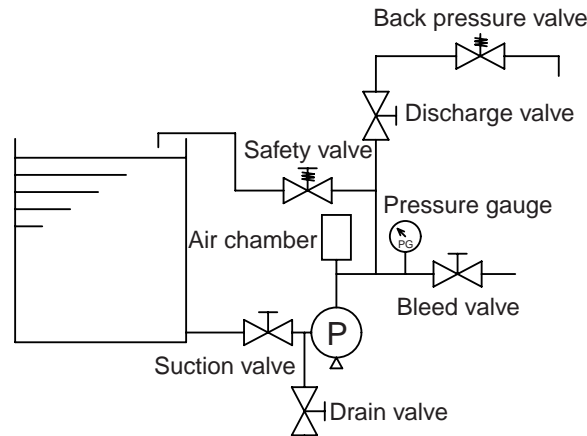 Back pressure valve
Discharge valve
Safety valve
Pressure gauge
Air chamber
PG
Bleed valve
P
Suction valve
Drain valve